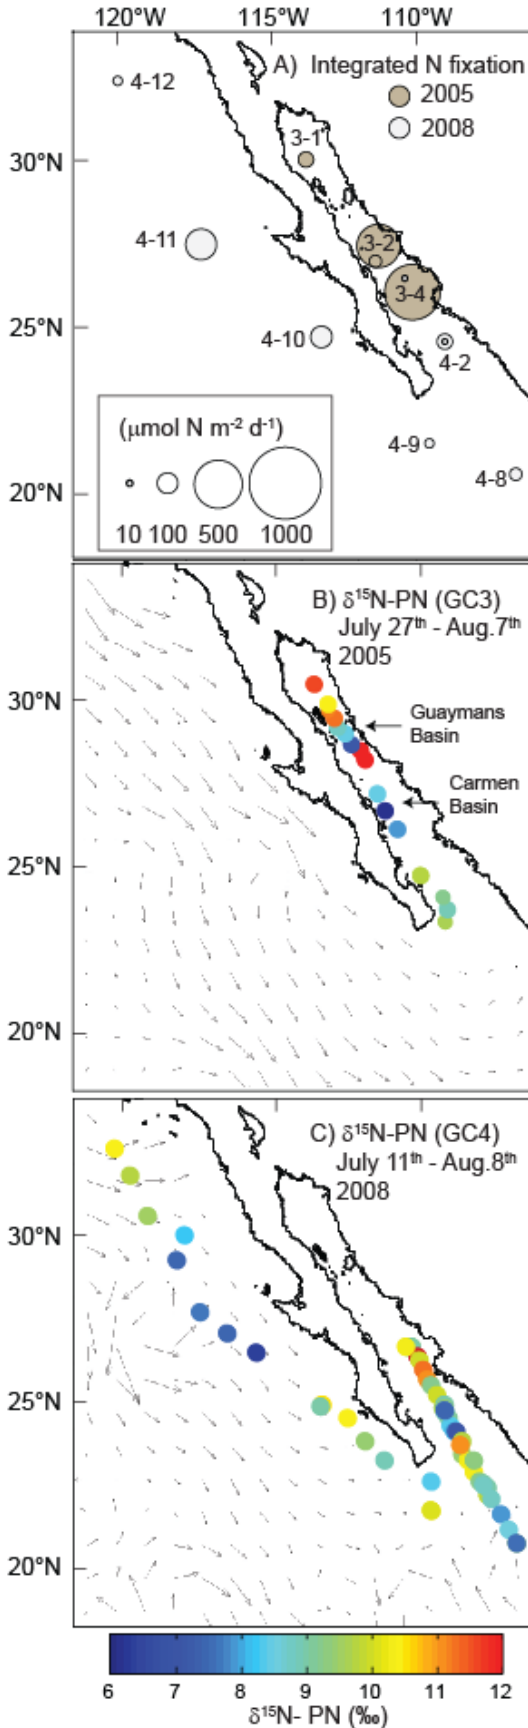 120°W 115°W 110°W
A) Integrated N fixation
2005
2008
4-12
3-1
30°N
4-11
3-2
3-4
25°N
4-10
4-2
(μmol N m-2 d-1)
10 100 500 1000
4-9
4-8
20°N
B) δ15N-PN (GC3)
July 27th - Aug.7th
2005
30°N
Guaymans
Basin
Carmen
Basin
25°N
20°N
C) δ15N-PN (GC4)
July 11th - Aug.8th
2008
30°N
25°N
20°N
6 7 8 9 10 11 12
δ15N- PN (‰)